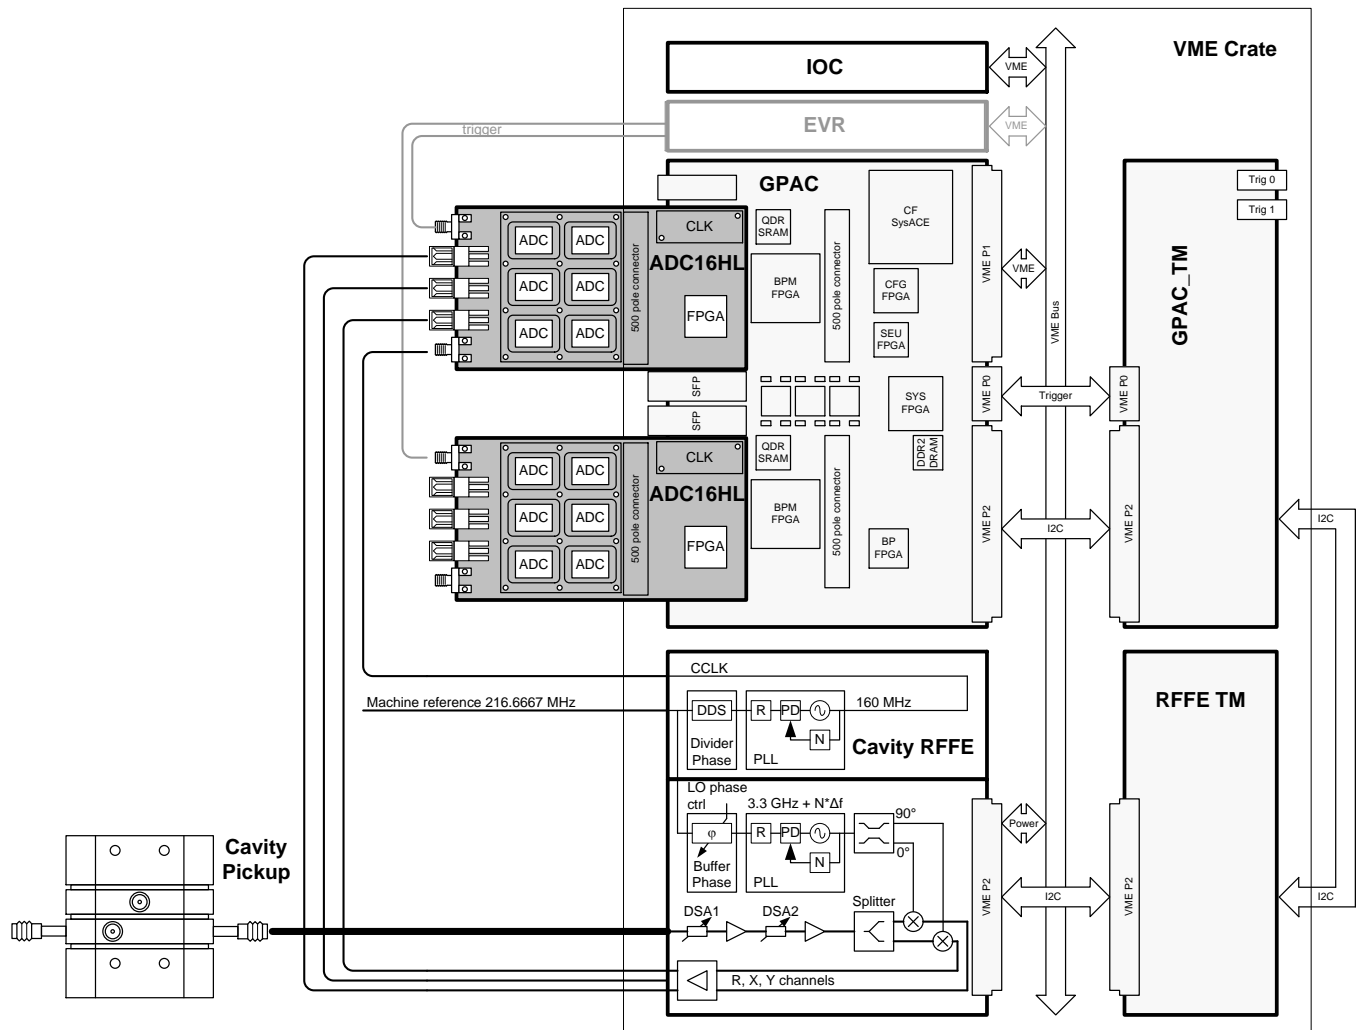 VME Crate
IOC
VME
EVR
VME
trigger
GPAC
Trig 0
Trig 1
CF
SysACE
QDR
SRAM
CLK
ADC
ADC
ADC16HL
ADC
ADC
ADC
ADC
FPGA
500 pole connector
BPM
FPGA
500 pole connector
CFG
FPGA
SEU
FPGA
VME P1
VME
VME Bus
GPAC_TM
SFP
SFP
SYS
FPGA
VME P0
Trigger
VME P0
DDR2
DRAM
QDR
SRAM
CLK
ADC
ADC
ADC16HL
ADC
ADC
ADC
ADC
FPGA
500 pole connector
BPM
FPGA
500 pole connector
BP
FPGA
VME P2
I2C
VME P2
I2C
CCLK
Machine reference 216.6667 MHz
DDS
Divider
Phase
R
PD
N
PLL
160 MHz
Cavity RFFE
RFFE TM
LO phase
ctrl
φ
Buffer
Phase
3.3 GHz + N*Δf
R
PD
N
PLL
90°
0°
Power
VME P2
I2C
VME P2
I2C
Cavity
Pickup
DSA1
DSA2
Splitter
R, X, Y channels